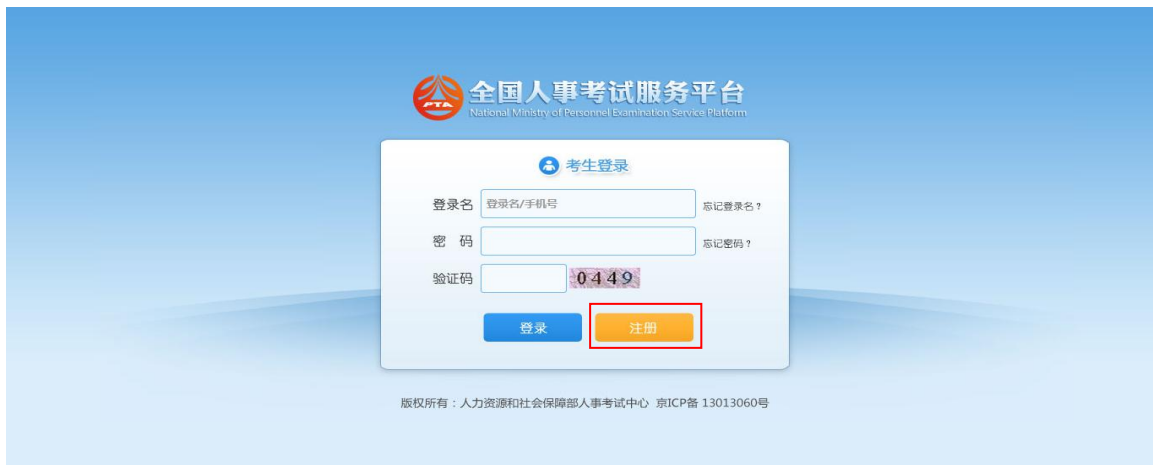 全国人事考试服务平台
PTA
National Ministry of Personnel Examination Service Platform
考生登录
登录名 登录名/手机号 忘记登录名？
密 码 忘记密码？
验证码 0449
登录 注册
版权所有：人力资源和社会保障部人事考试中心 京ICP备 13013060号